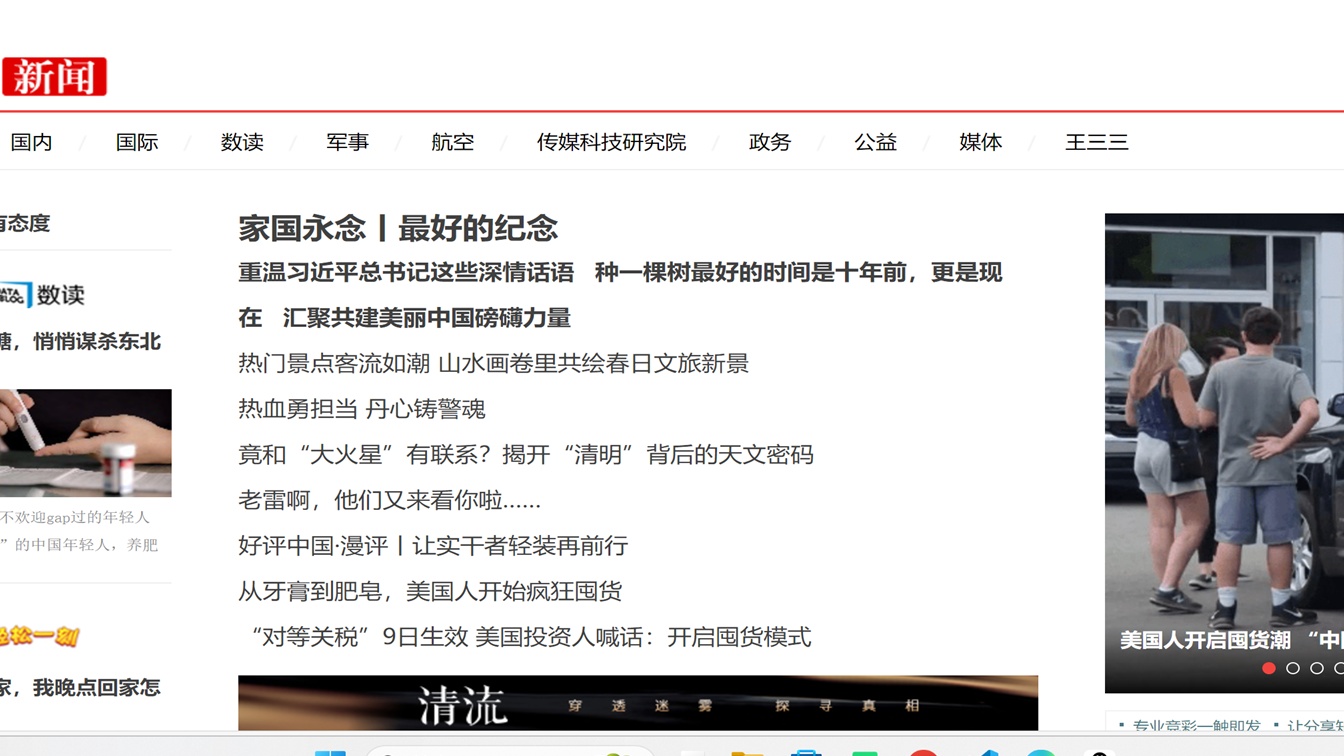 新闻
国内 / 国际 / 数读 / 军事 / 航空 / 传媒科技研究院 / 政务 / 公益 / 媒体 / 王三三
有态度
数读
糖，悄悄谋杀东北
不欢迎gap过的年轻人
”的中国年轻人，养肥
轻松一刻
家，我晚点回家怎
家国永念丨最好的纪念
重温习近平总书记这些深情话语 种一棵树最好的时间是十年前，更是现
在 汇聚共建美丽中国磅礴力量
热门景点客流如潮 山水画卷里共绘春日文旅新景
热血勇担当 丹心铸警魂
竟和“大火星”有联系？揭开“清明”背后的天文密码
老雷啊，他们又来看你啦......
好评中国·漫评丨让实干者轻装再前行
从牙膏到肥皂，美国人开始疯狂囤货
“对等关税”9日生效 美国投资人喊话：开启囤货模式
清流 穿透迷雾 探寻真相
美国人开启囤货潮 “中